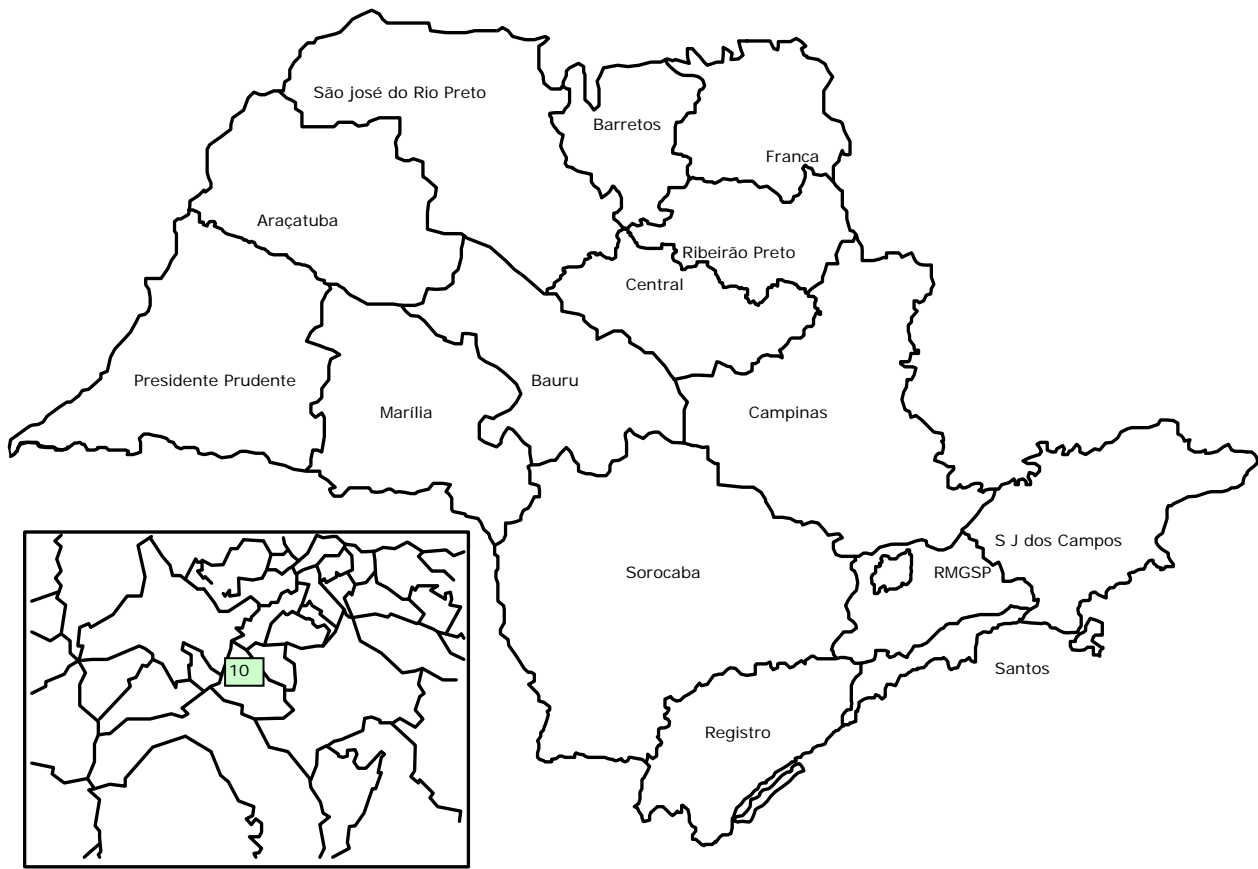 São josé do Rio Preto
Barretos
Franca
Araçatuba
Ribeirão Preto
Central
Presidente Prudente
Bauru
Marília
Campinas
S J dos Campos
Sorocaba
RMGSP
10
Santos
Registro